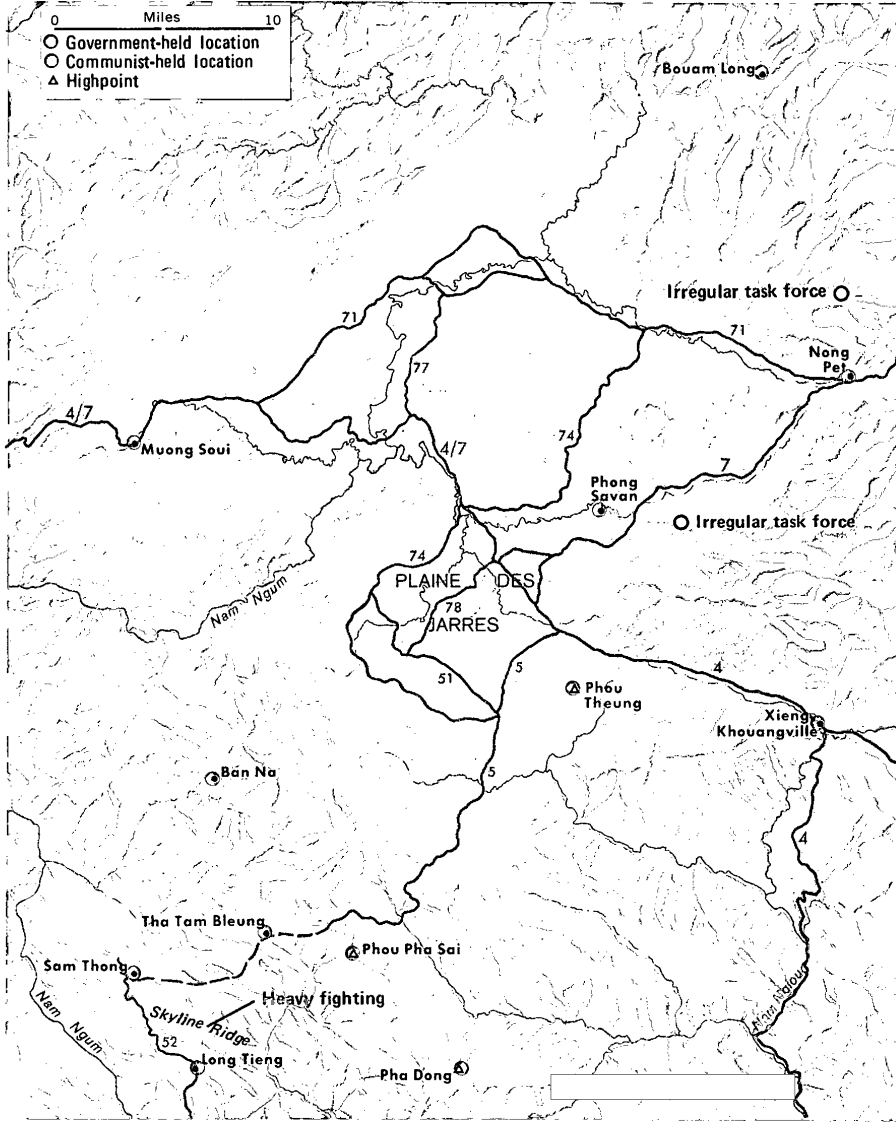 Miles
0 10
Government-held location
Communist-held location
Highpoint
Bouam Long
Irregular task force
71
71
Nong
Pet
77
4/7
Muong Soui
4/7
74
7
Phong
Savan
Irregular task force
74
PLAINE DES
Nam Ngum
78
JARRES
5
51
4
Phou
Theung
Xieng
Khouangville
Ban Na
5
4
Tha Tam Bleung
Phou Pha Sai
Sam Thong
Heavy fighting
Nam Ngum
Skyline Ridge
52
Long Tieng
Pha Dong